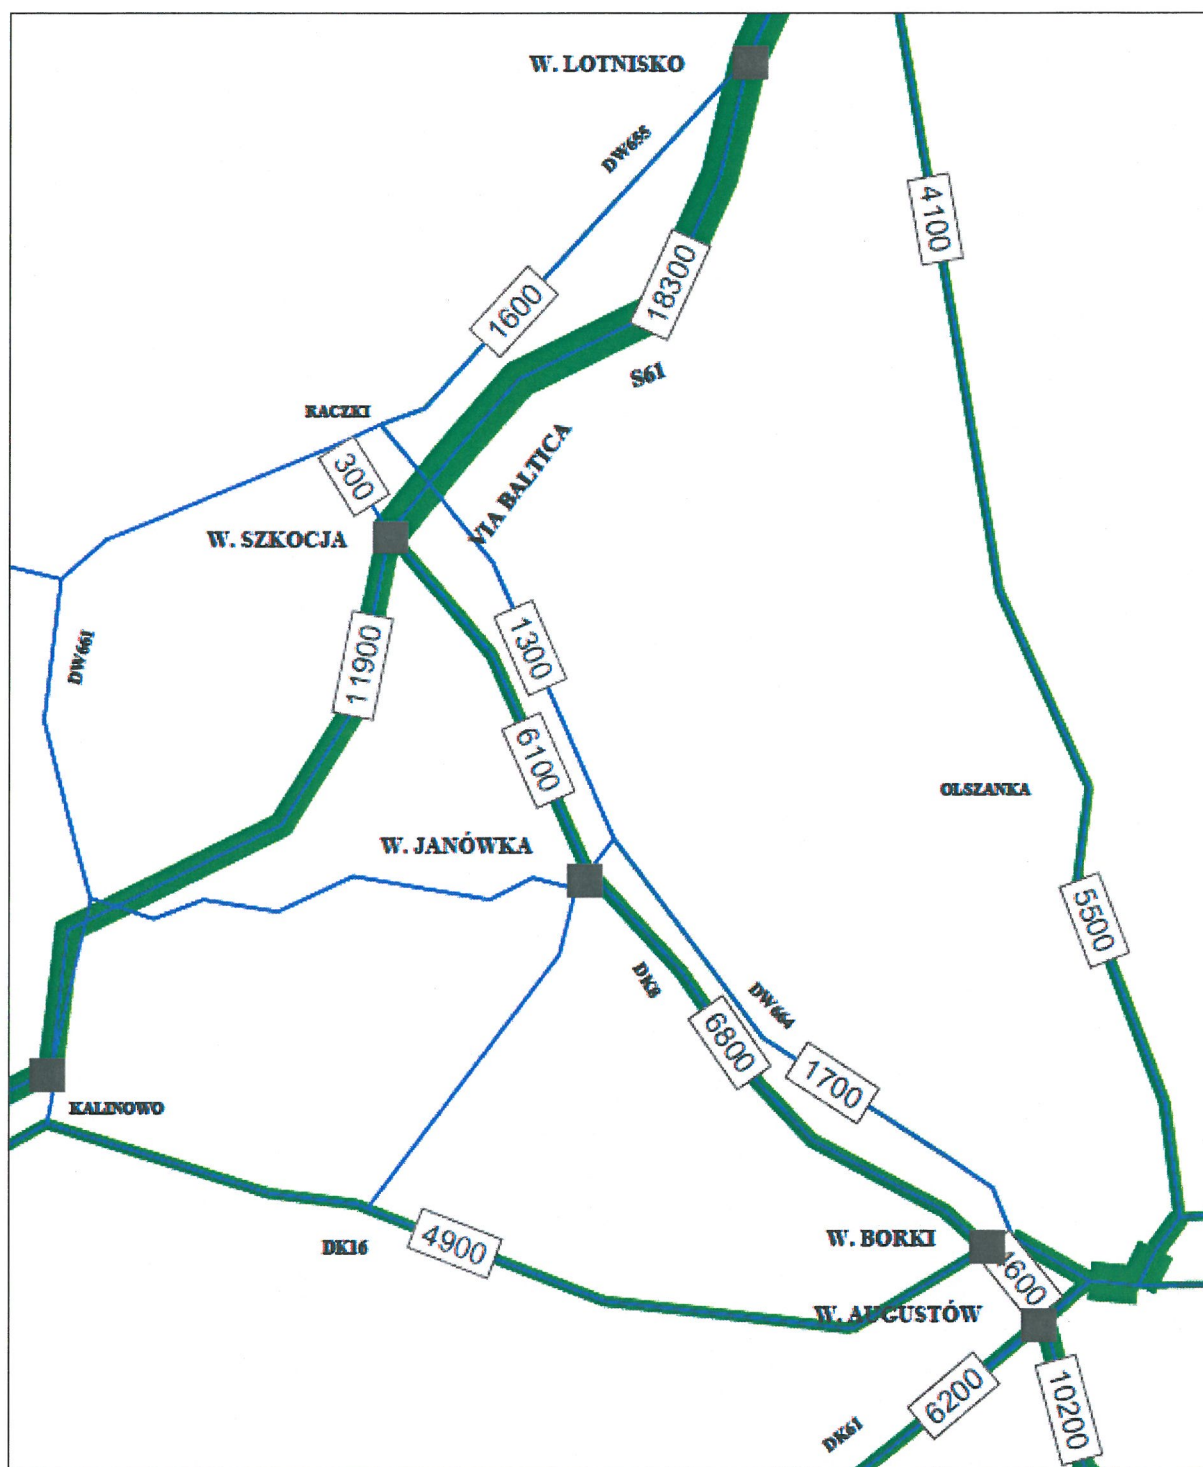 W. LOTNISKO
DW655
4100
18300
1600
S61
RACZKI
VIA BALTICA
300
W. SZKOCJA
DW661
1300
11900
6100
OLSZANKA
W. JANÓWKA
5500
DK8
DW664
6800
1700
KALINOWO
W. BORKI
DK16
4900
W. AUGUSTÓW
6200
10200
DK61